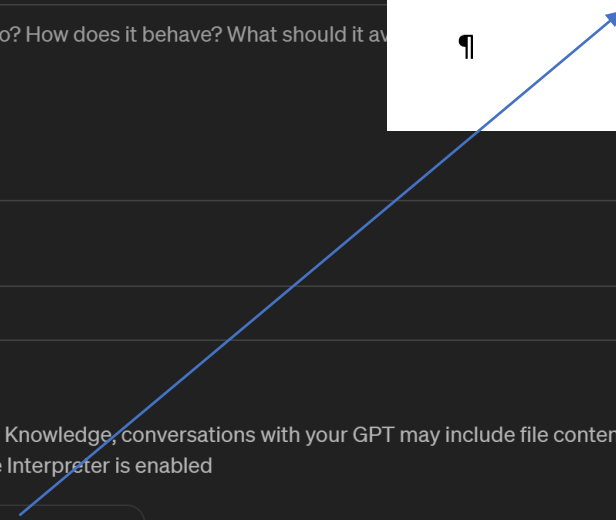 o? How does it behave? What should it av
¶
Knowledge, conversations with your GPT may include file conten
e Interpreter is enabled